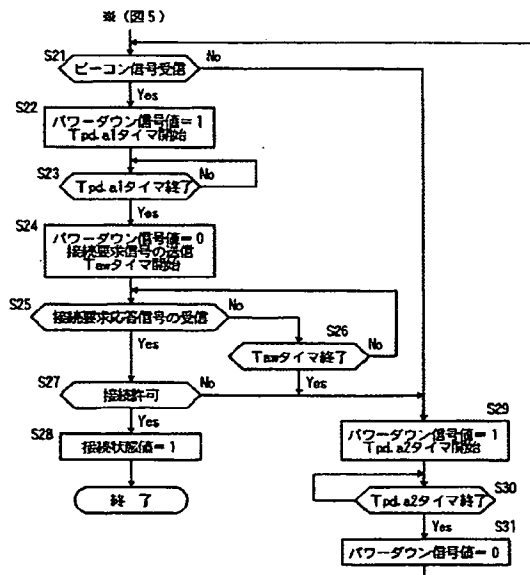 ※ (図5)
S21
ビーコン信号受信
No
Yes
S22
パワーダウン信号値=1
Tpd.a1タイマ開始
S23
Tpd.a1タイマ終了
No
Yes
S24
パワーダウン信号値=0
接続要求信号の送信
Tawタイマ開始
S25
接続要求応答信号の受信
No
Yes
S26
Tawタイマ終了
No
Yes
S27
接続許可
No
Yes
S28
接続状態値=1
終 了
S29
パワーダウン信号値=1
Tpd.a2タイマ開始
S30
Tpd.a2タイマ終了
Yes
S31
パワーダウン信号値=0